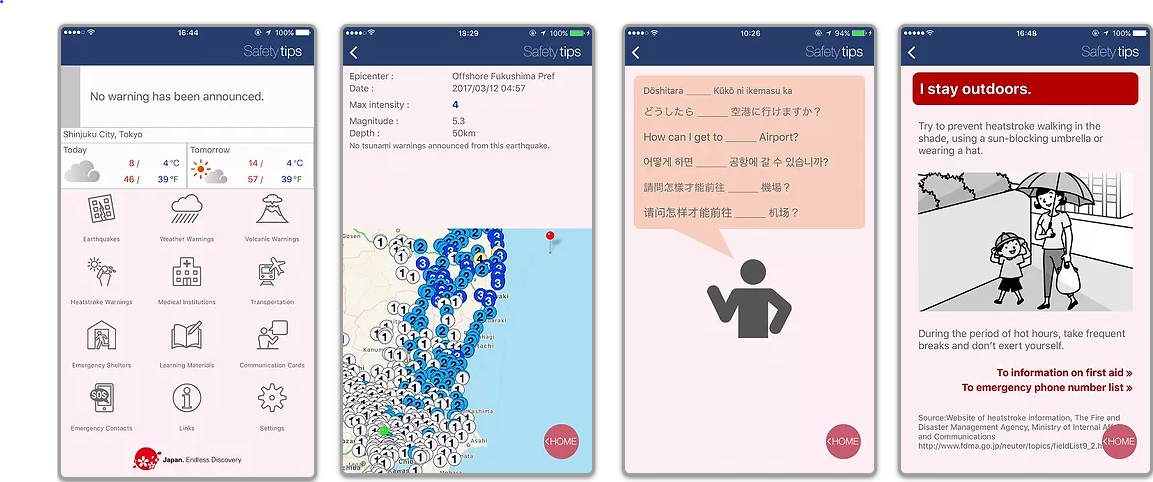 16:44
100%
Safety tips
No warning has been announced.
Shinjuku City, Tokyo
Today
8 / 4 °C
46 / 39 °F
Tomorrow
14 / 4 °C
57 / 39 °F
Earthquakes
Weather Warnings
Volcanic Warnings
Heatstroke Warnings
Medical Institutions
Transportation
Emergency Shelters
Learning Materials
Communication Cards
SOS
Emergency Contacts
Links
Settings
Japan. Endless Discovery.
18:29
100%
Safety tips
Epicenter : Offshore Fukushima Pref
Date : 2017/03/12 04:57
Max intensity : 4
Magnitude : 5.3
Depth : 50km
No tsunami warnings announced from this earthquake.
Kashima
Asahi
<HOME
10:26
94%
Safety tips
Dōshitara _____ Kūkō ni ikemasu ka
どうしたら _____ 空港に行けますか？
How can I get to _____ Airport?
어떻게 하면 _____ 공항에 갈 수 있습니까?
請問怎樣才能前往 _____ 機場？
请问怎样才能前往 _____ 机场？
<HOME
16:48
100%
Safety tips
I stay outdoors.
Try to prevent heatstroke walking in the
shade, using a sun-blocking umbrella or
wearing a hat.
During the period of hot hours, take frequent
breaks and don't exert yourself.
To information on first aid »
To emergency phone number list »
Source:Website of heatstroke information, The Fire and
Disaster Management Agency, Ministry of Internal
and Communications
http://www.fdma.go.jp/neuter/topics/fieldList9_2.h
<HOME